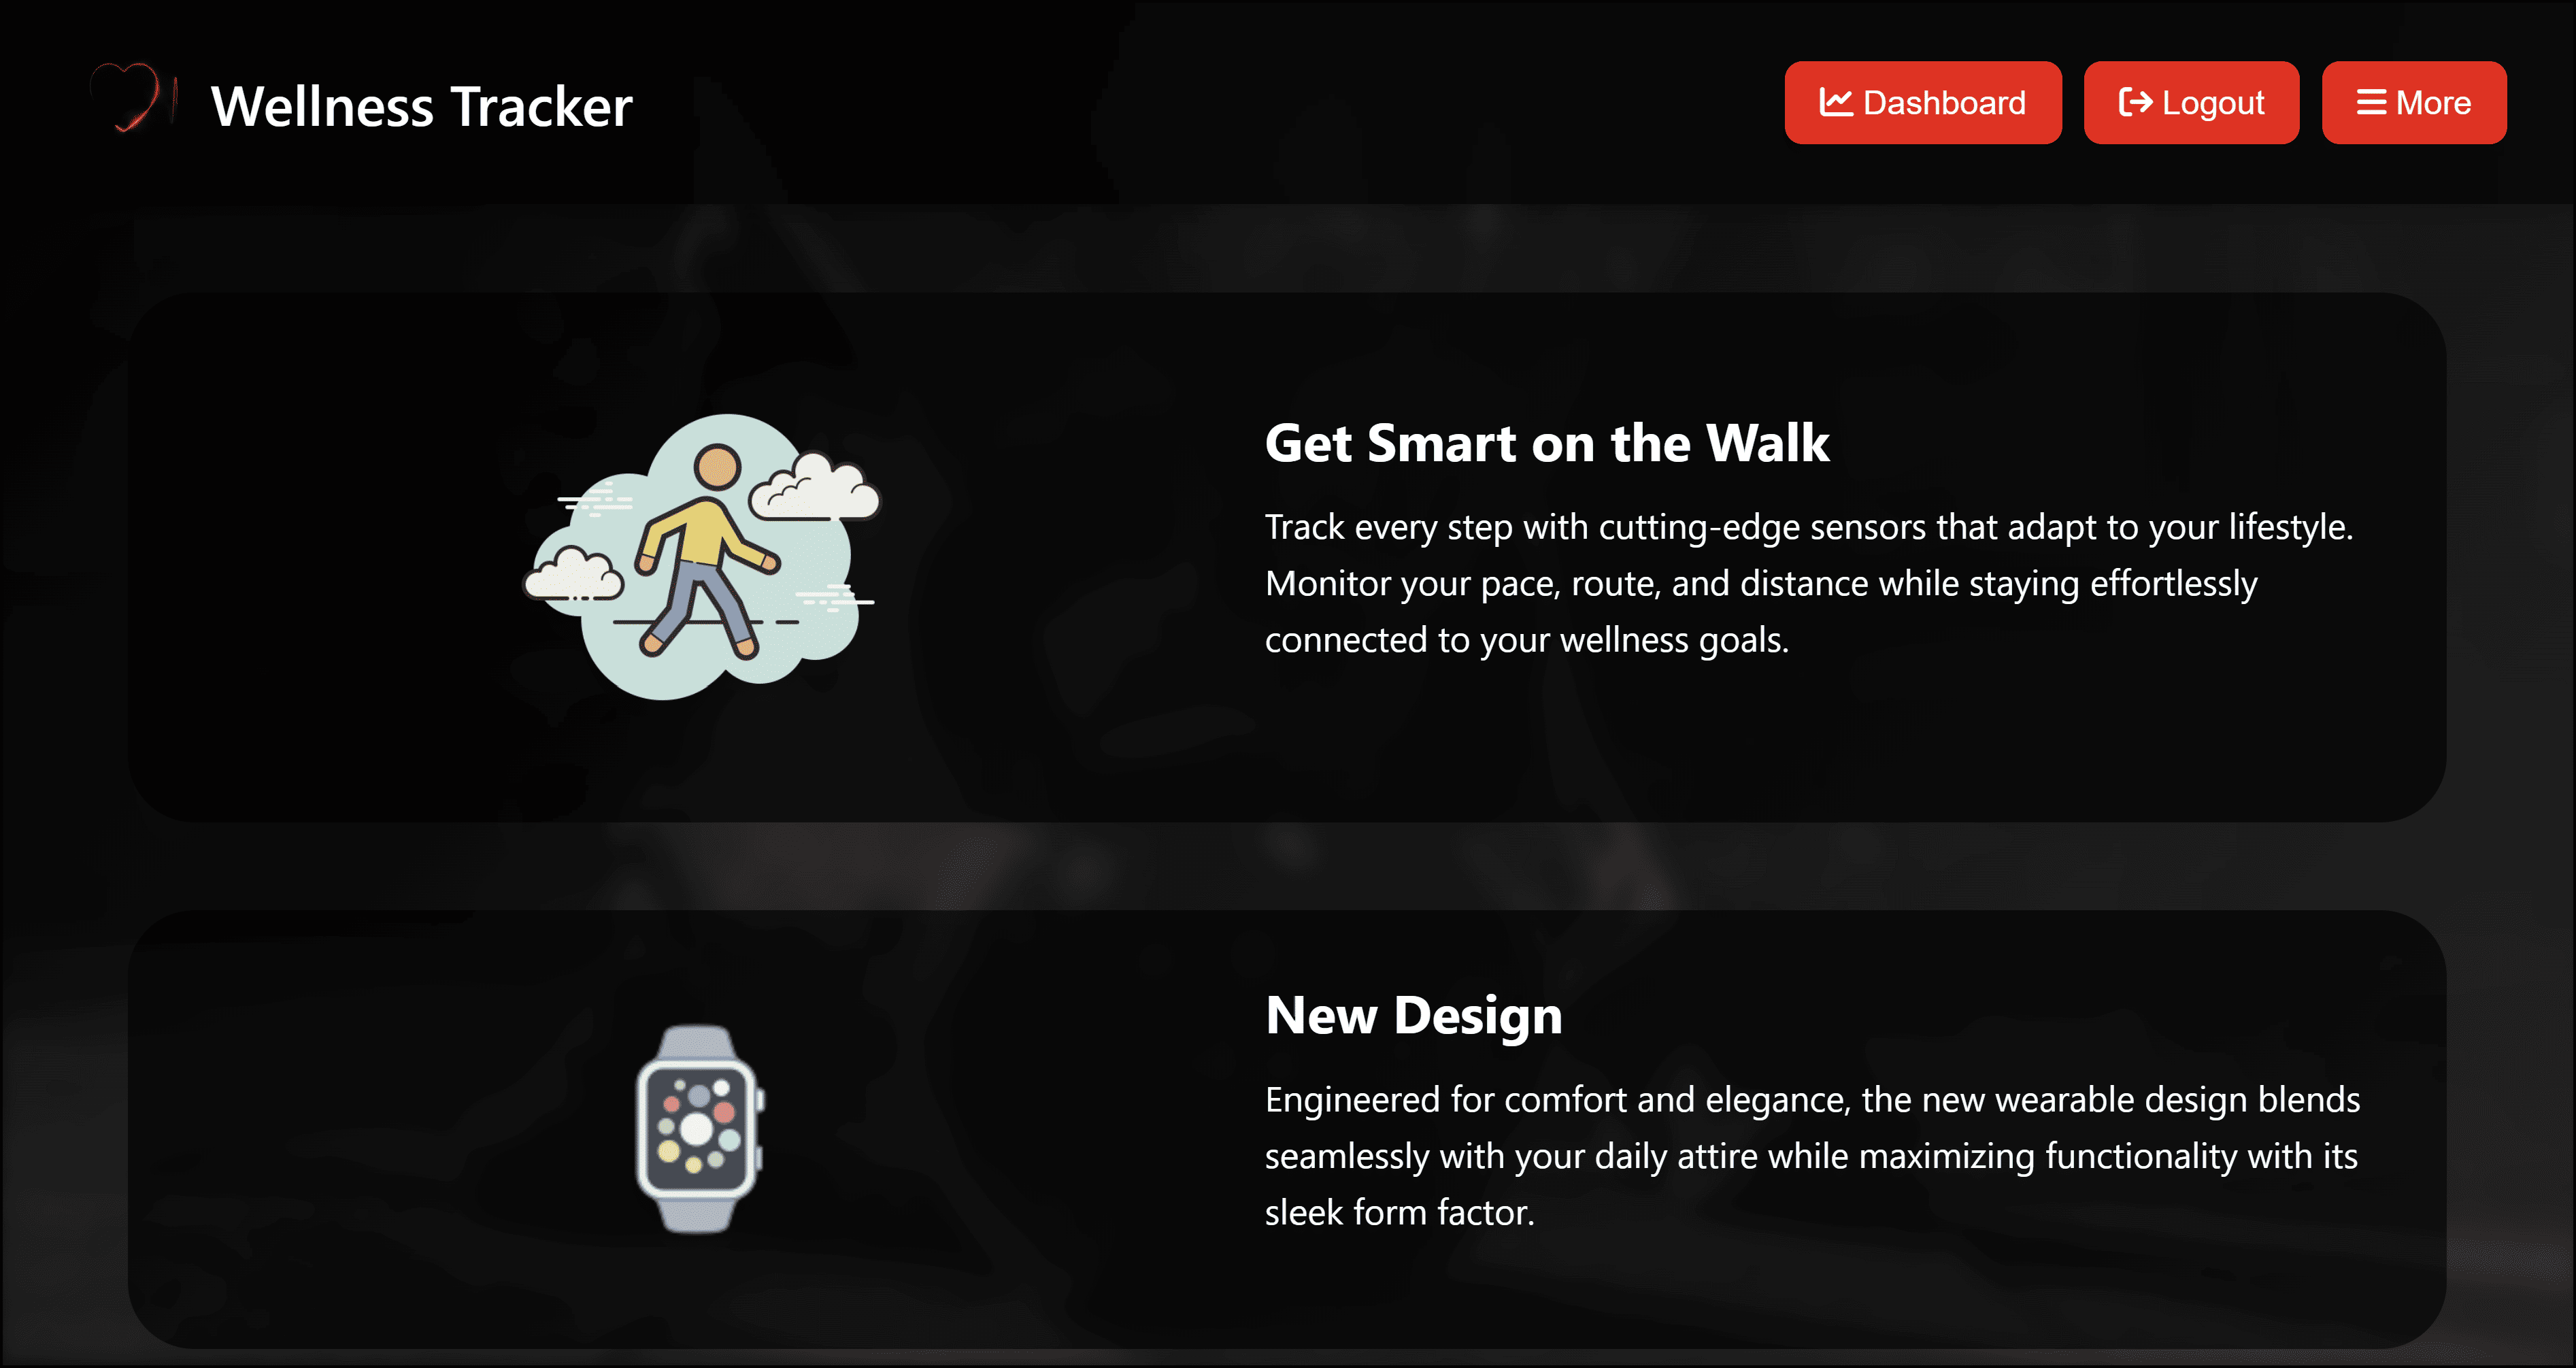 Wellness Tracker
Dashboard
Logout
More
Get Smart on the Walk
Track every step with cutting-edge sensors that adapt to your lifestyle.
Monitor your pace, route, and distance while staying effortlessly
connected to your wellness goals.
New Design
Engineered for comfort and elegance, the new wearable design blends
seamlessly with your daily attire while maximizing functionality with its
sleek form factor.